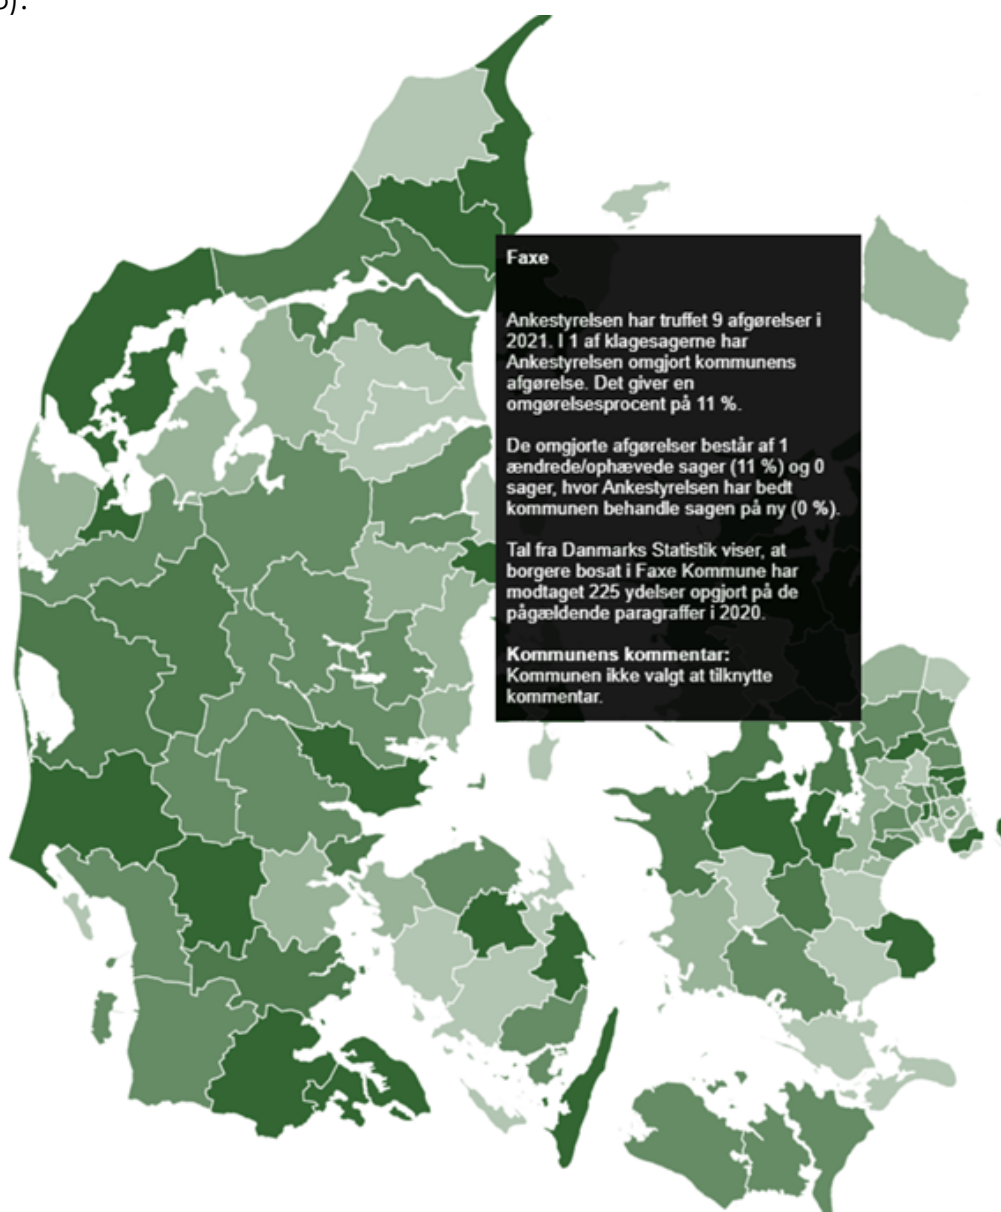 Faxe
Ankestyrelsen har truffet 9 afgørelser i
2021. I 1 af klagesagerne har
Ankestyrelsen omgjort kommunens
afgørelse. Det giver en
omgørelsesprocent på 11 %.
De omgjorte afgørelser består af 1
ændrede/ophævede sager (11 %) og 0
sager, hvor Ankestyrelsen har bedt
kommunen behandle sagen på ny (0 %).
Tal fra Danmarks Statistik viser, at
borgere bosat i Faxe Kommune har
modtaget 225 ydelser opgjort på de
pågældende paragraffer i 2020.
Kommunens kommentar:
Kommunen ikke valgt at tilknytte
kommentar.